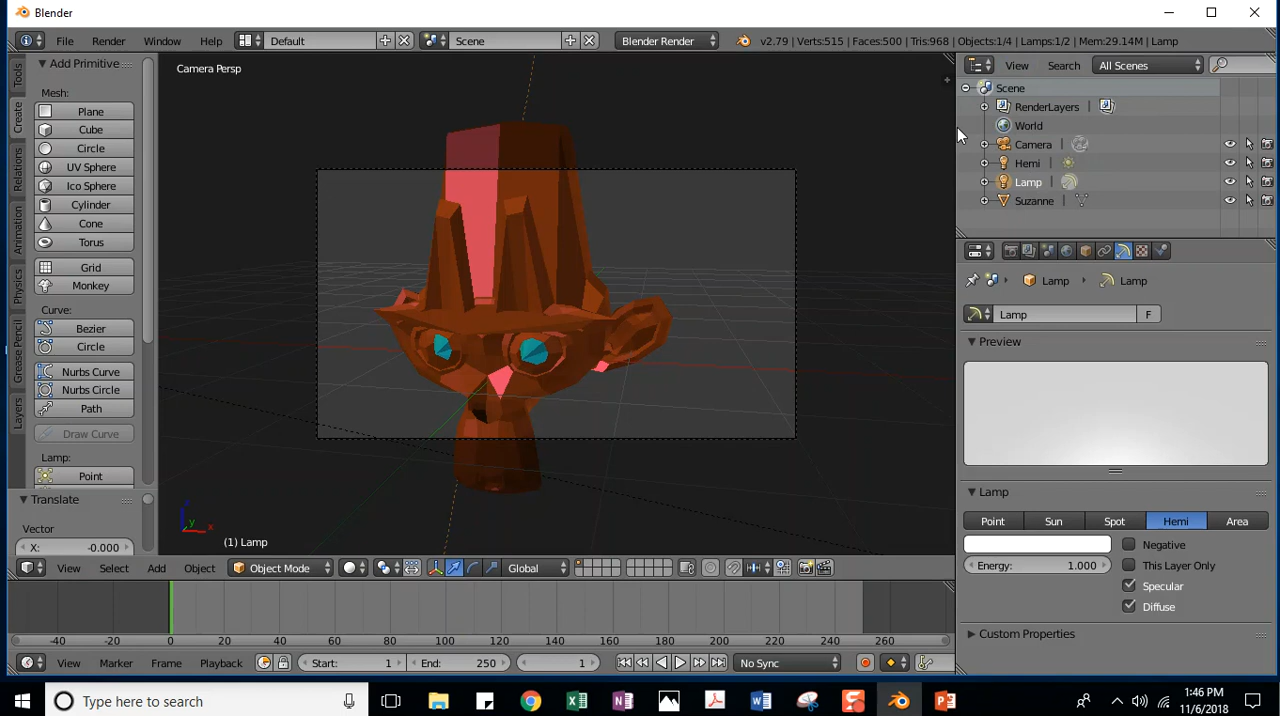 Blender
File Render Window Help Default Scene Blender Render v2.79 | Verts:515 | Faces:500 | Tris:968 | Objects:1/4 | Lamps:1/2 | Mem:29.14M | Lamp
Tools
Create
Relations
Animation
Physics
Grease Pencil
Layers
Add Primitive
Mesh:
Plane
Cube
Circle
UV Sphere
Ico Sphere
Cylinder
Cone
Torus
Grid
Monkey
Curve:
Bezier
Circle
Nurbs Curve
Nurbs Circle
Path
Draw Curve
Lamp:
Point
Translate
Vector
X: -0.000
Camera Persp
z
y
x
(1) Lamp
View Select Add Object Object Mode Global
-40 -20 0 20 40 60 80 100 120 140 160 180 200 220 240 260
View Marker Frame Playback Start: 1 End: 250 1 No Sync
View Search All Scenes
Scene
RenderLayers
World
Camera
Hemi
Lamp
Suzanne
Lamp Lamp
Lamp F
Preview
Lamp
Point Sun Spot Hemi Area
Negative
Energy: 1.000 This Layer Only
Specular
Diffuse
Custom Properties
Type here to search
1:46 PM
11/6/2018